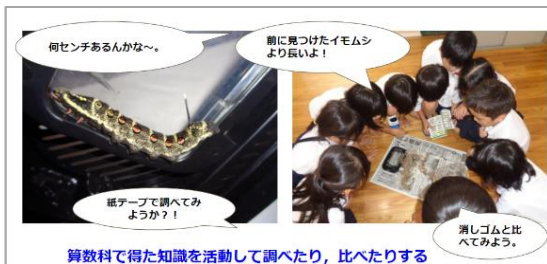 何センチあるんかな～。
前に見つけたイモムシ
より長いよ！
紙テープで調べてみ
ようか？！
消しゴムと比
べてみよう。
算数科で得た知識を活動して調べたり，比べたりする